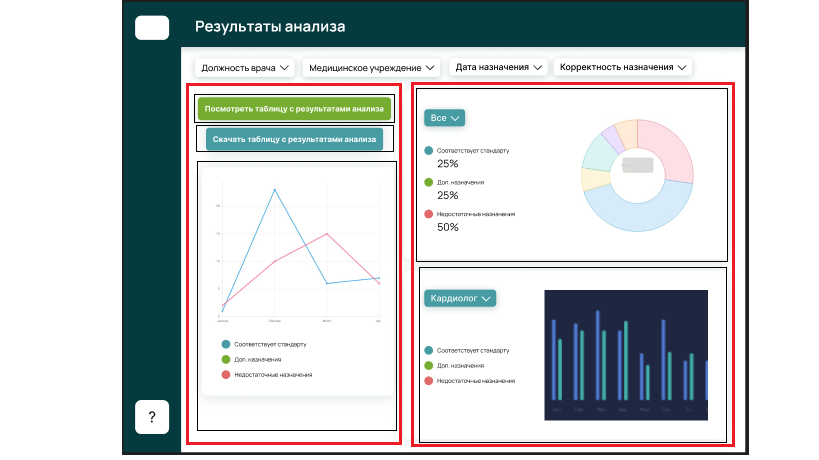 Результаты анализа
Должность врача
Медицинское учреждение
Дата назначения
Корректность назначения
Посмотреть таблицу с результатами анализа
Скачать таблицу с результатами анализа
Соответствует стандарту
Доп. назначения
Недостаточные назначения
Все
Соответствует стандарту
25%
Доп. назначения
25%
Недостаточные назначения
50%
Кардиолог
Соответствует стандарту
Доп. назначения
Недостаточные назначения
?